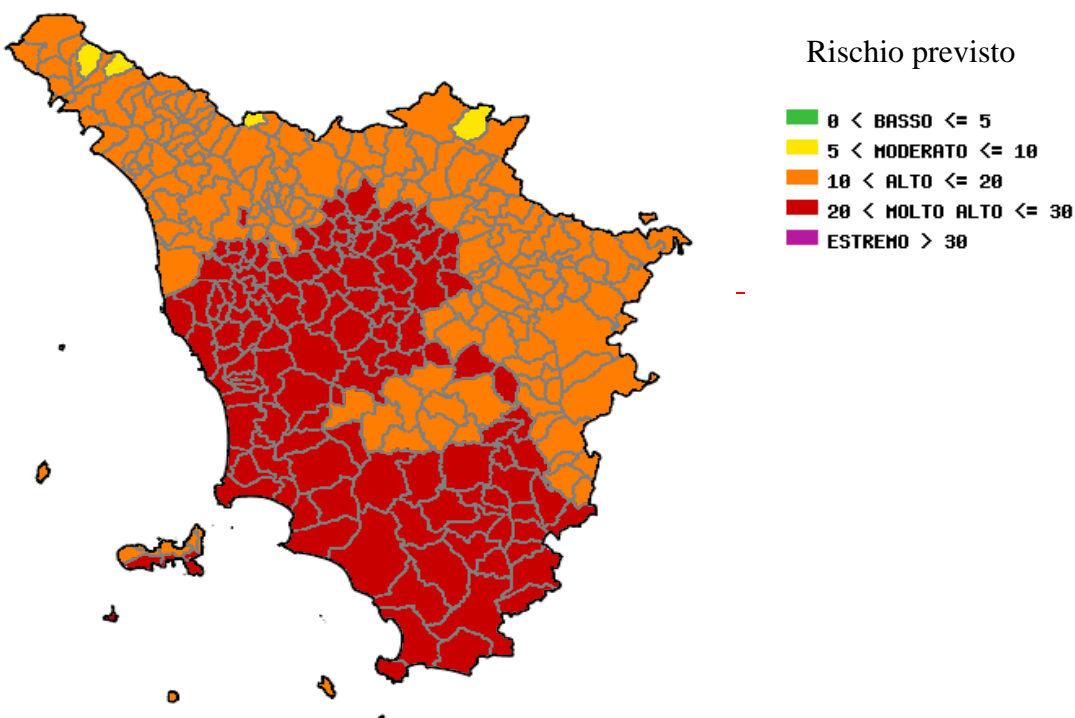 Rischio previsto
0 < BASSO <= 5
5 < MODERATO <= 10
10 < ALTO <= 20
20 < MOLTO ALTO <= 30
ESTREMO > 30